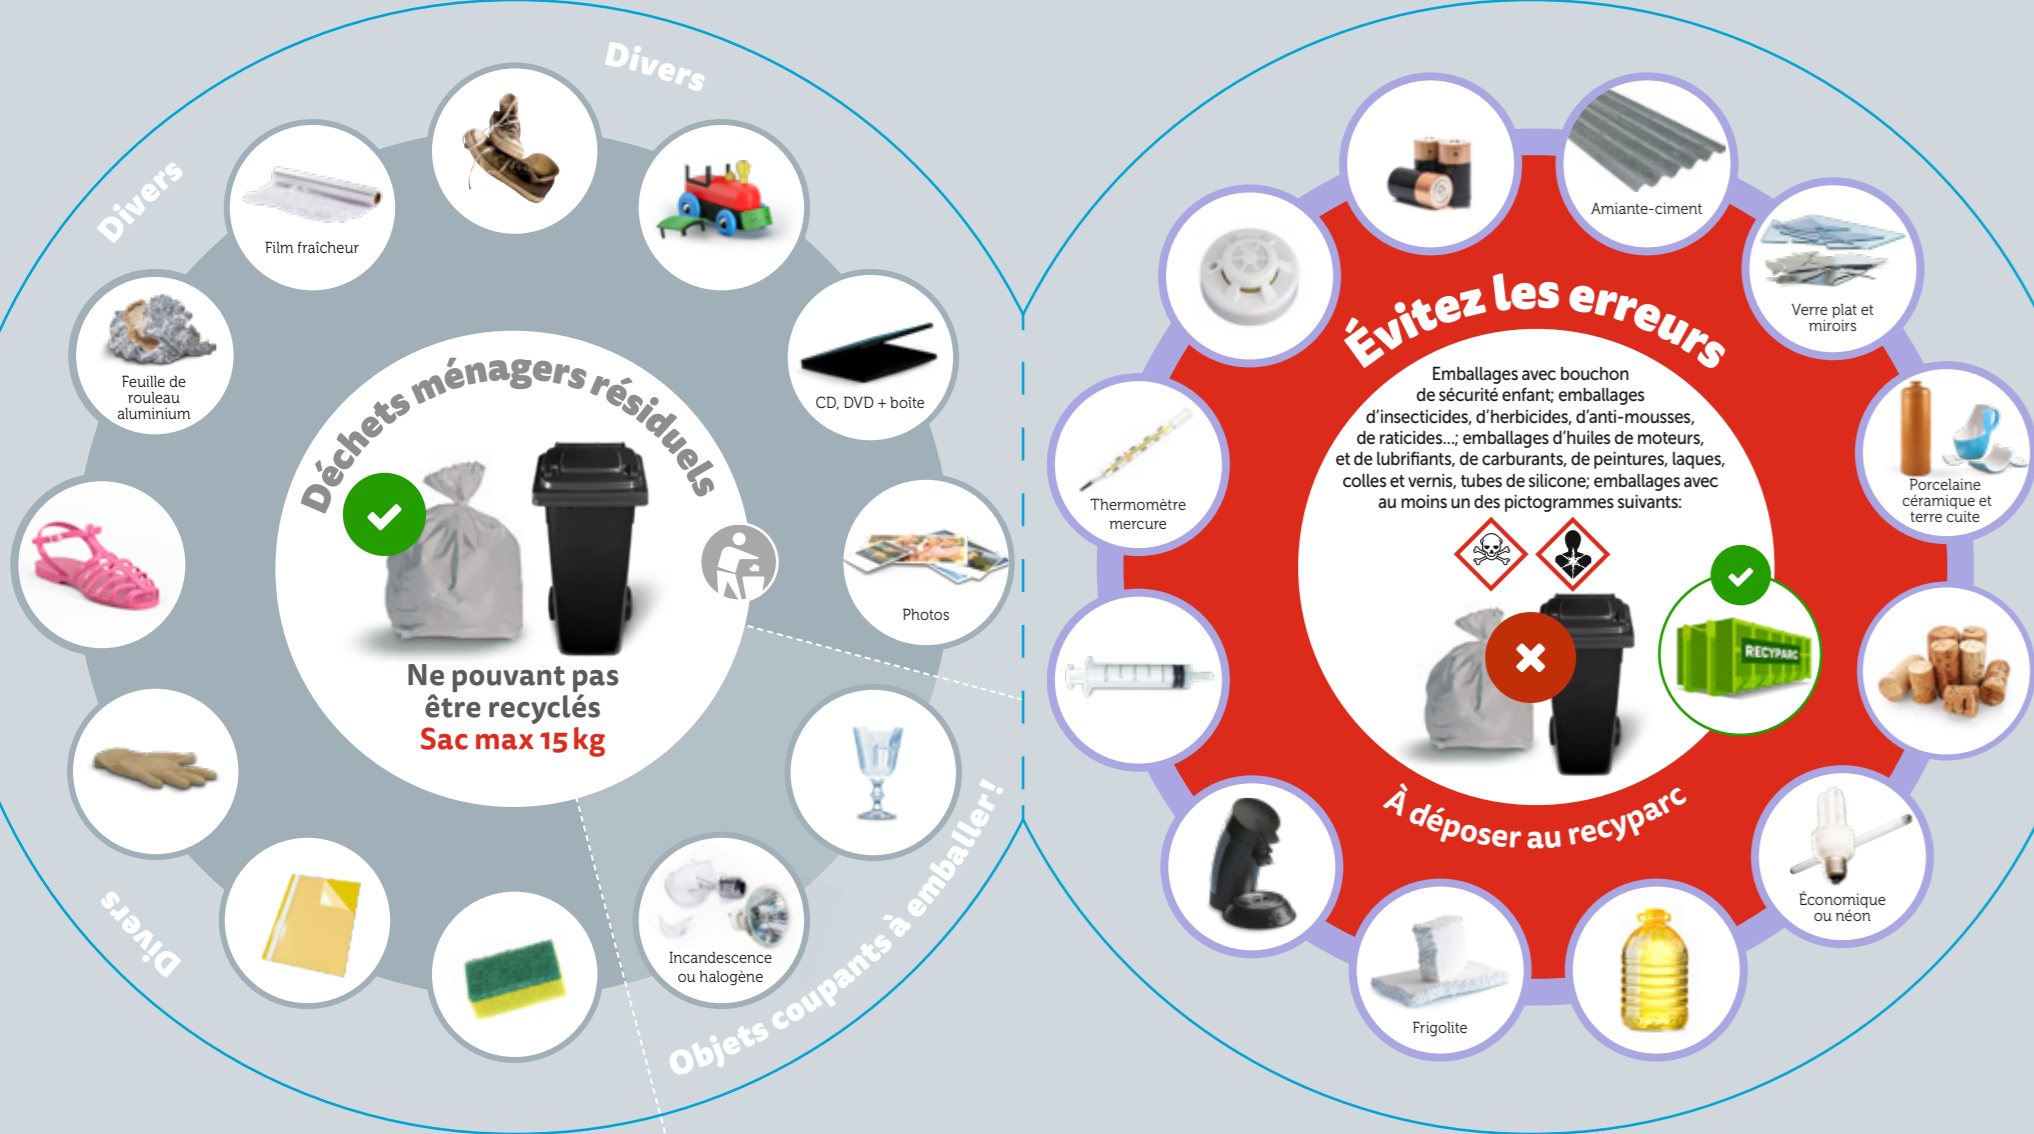 Divers
Divers
Film fraîcheur
Feuille de
rouleau
aluminium
CD, DVD + boîte
Photos
Déchets ménagers résiduels
Ne pouvant pas
être recyclés
Sac max 15 kg
Incandescence
ou halogène
Objets coupants à emballer !
Divers
Amiante-ciment
Verre plat et
miroirs
Porcelaine
céramique et
terre cuite
Thermomètre
mercure
Évitez les erreurs
Emballages avec bouchon
de sécurité enfant; emballages
d'insecticides, d'herbicides, d'anti-mousses,
de raticides...; emballages d'huiles de moteurs,
et de lubrifiants, de carburants, de peintures, laques,
colles et vernis, tubes de silicone; emballages avec
au moins un des pictogrammes suivants:
RECYPARC
À déposer au recyparc
Économique
ou néon
Frigolite